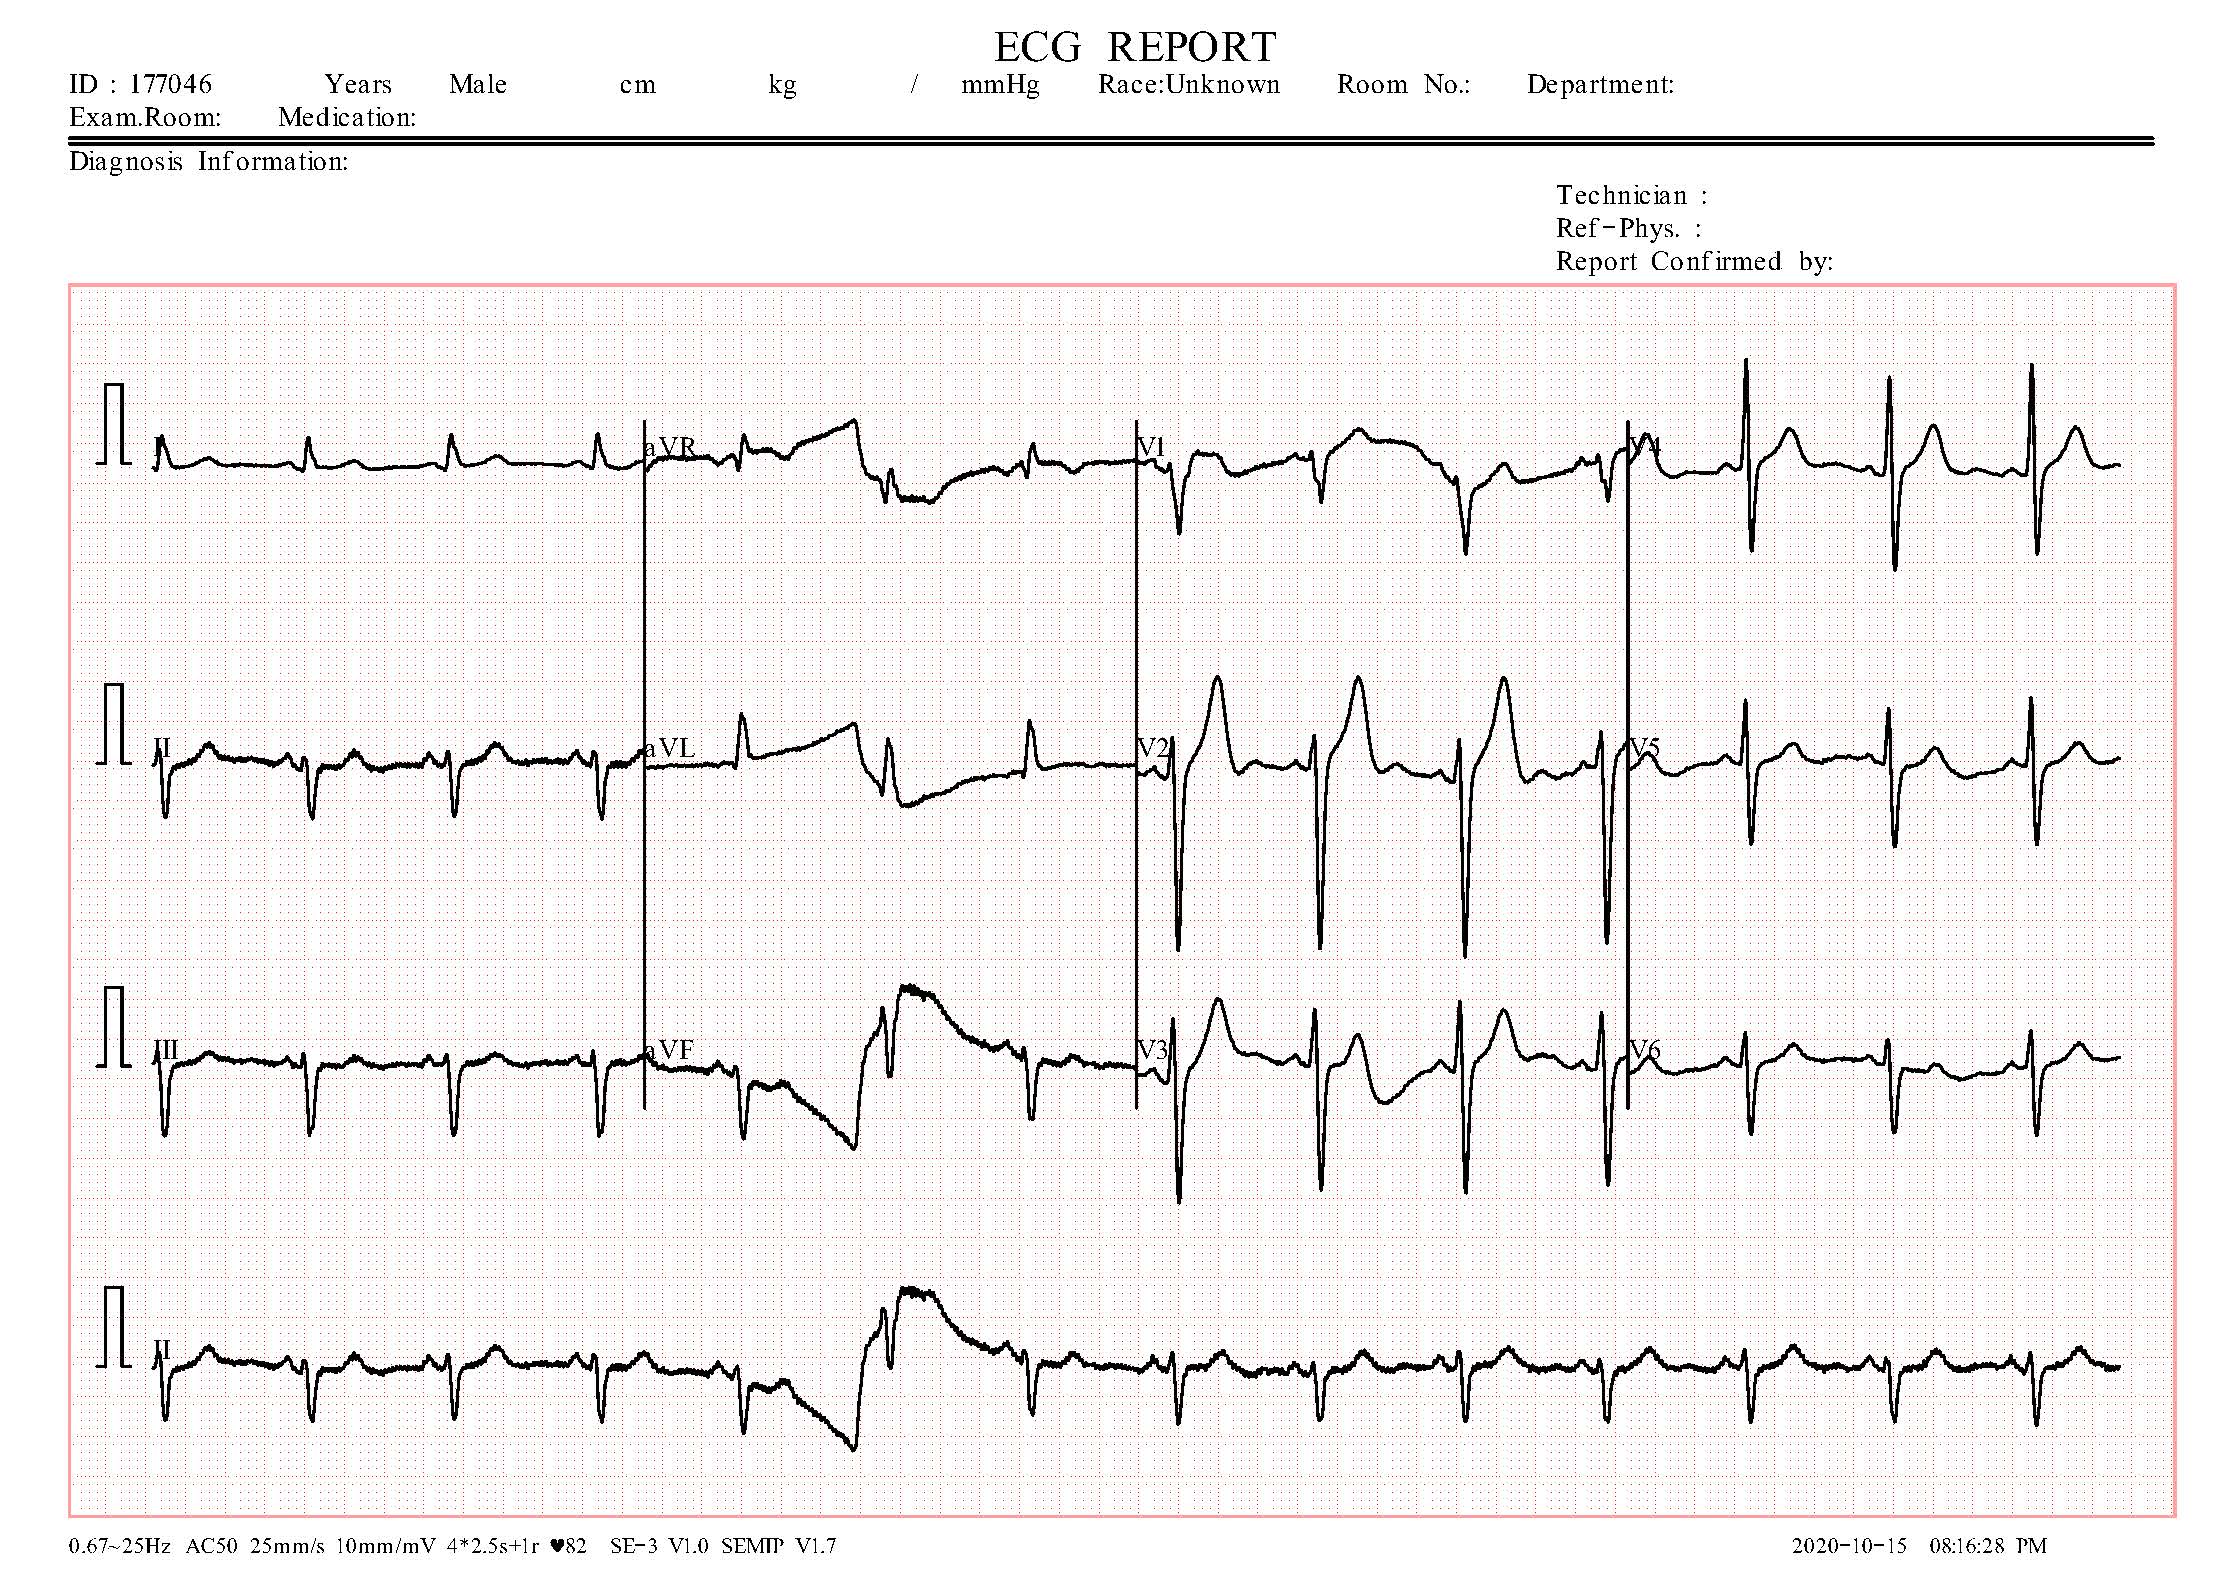 ECG REPORT
ID : 177046 Years Male cm kg / mmHg Race:Unknown Room No.: Department:
Exam.Room: Medication:
Diagnosis Information:
Technician :
Ref-Phys. :
Report Confirmed by:
I aVR V1 V4
II aVL V2 V5
III aVF V3 V6
II
0.67~25Hz AC50 25mm/s 10mm/mV 4*2.5s+1r ♥82 SE-3 V1.0 SEMIP V1.7 2020-10-15 08:16:28 PM